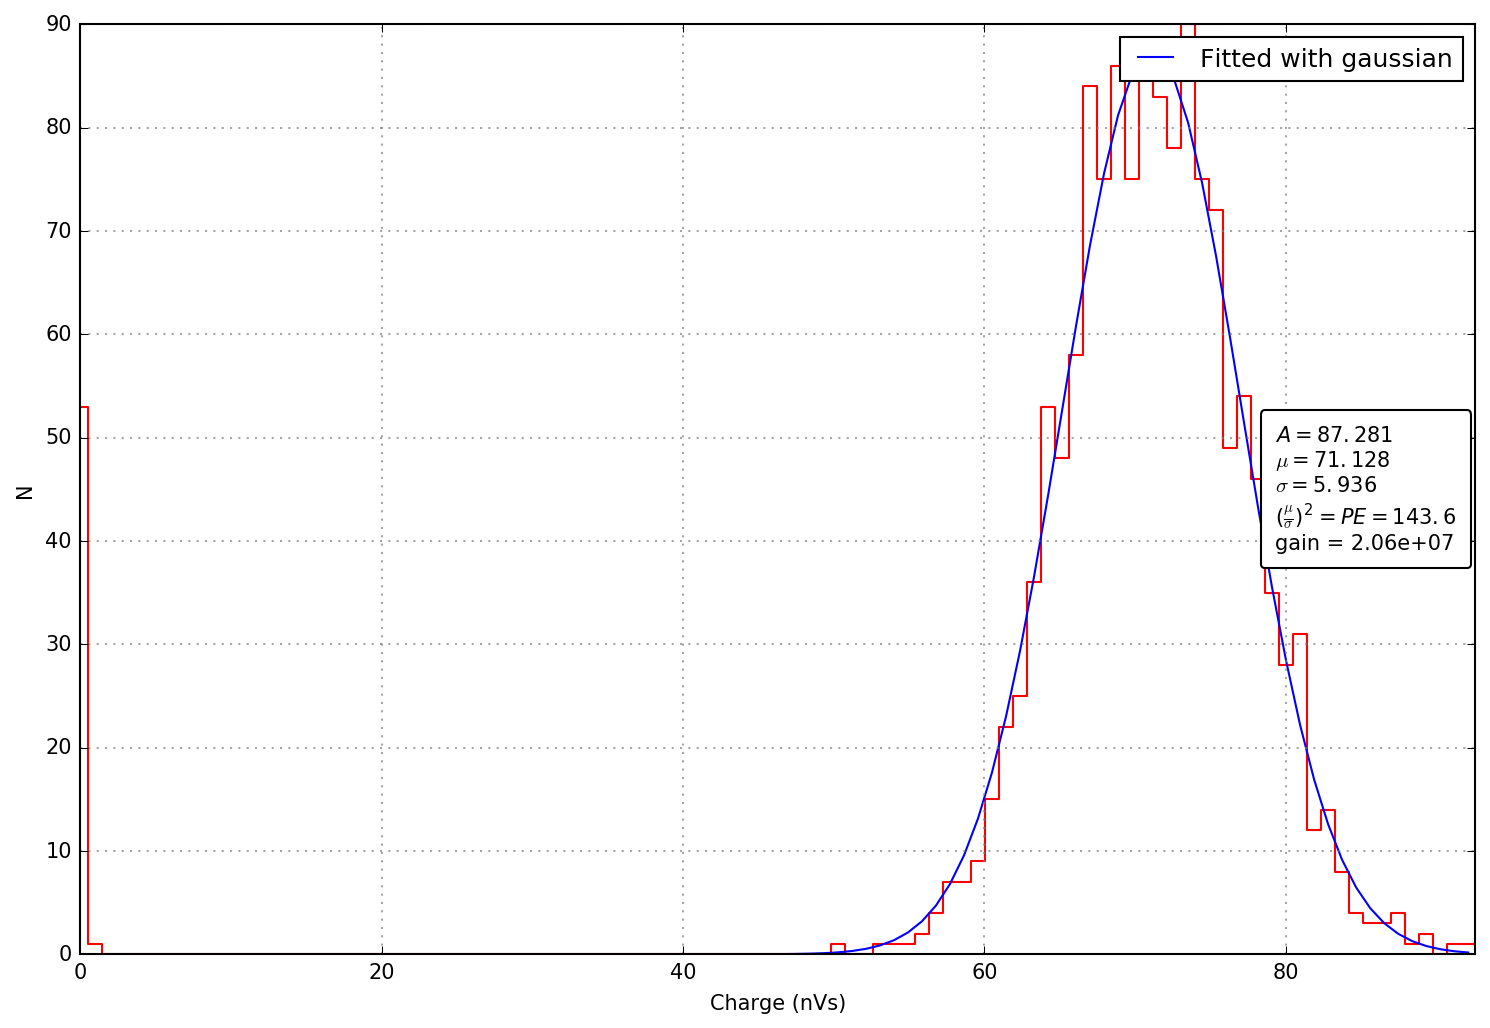 90
80
70
60
50
40
30
20
10
0
N
Fitted with gaussian
A = 87.281
μ = 71.128
σ = 5.936
(μ/σ)² = PE = 143.6
gain = 2.06e+07
0 20 40 60 80
Charge (nVs)